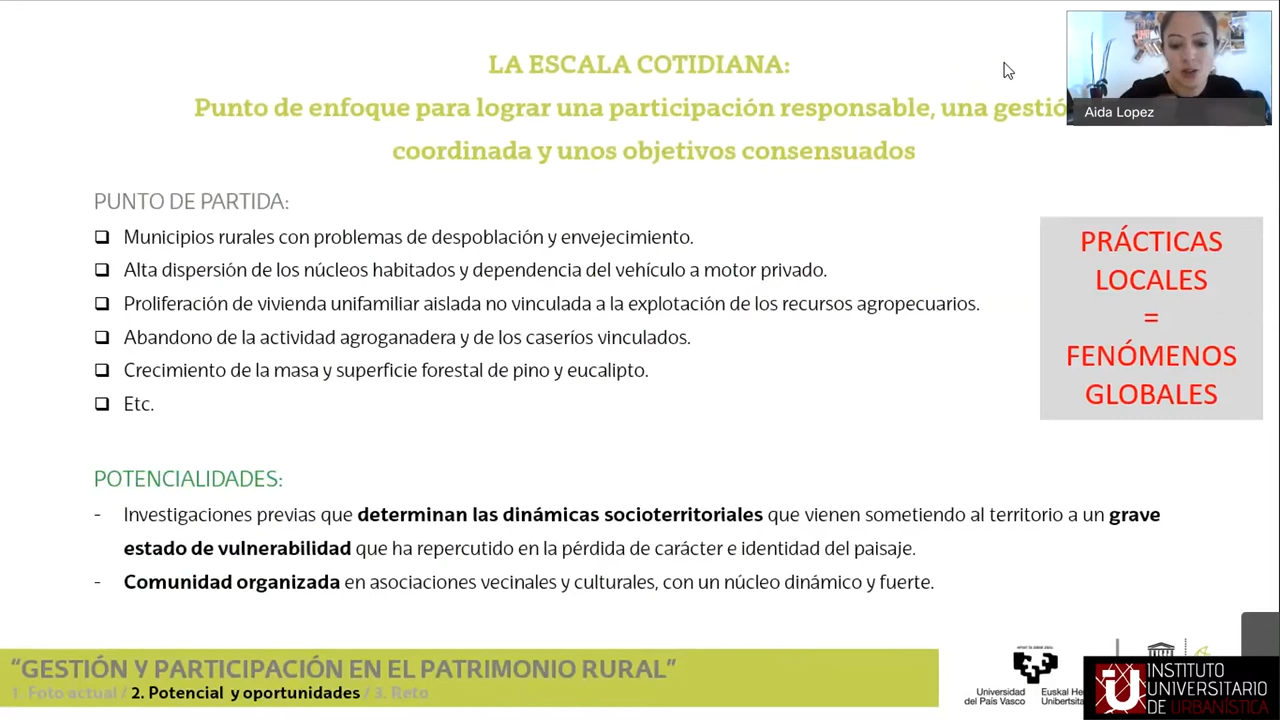 LA ESCALA COTIDIANA:
Punto de enfoque para lograr una participación responsable, una gestió
coordinada y unos objetivos consensuados
Aida Lopez
PUNTO DE PARTIDA:
Municipios rurales con problemas de despoblación y envejecimiento.
Alta dispersión de los núcleos habitados y dependencia del vehículo a motor privado.
Proliferación de vivienda unifamiliar aislada no vinculada a la explotación de los recursos agropecuarios.
Abandono de la actividad agroganadera y de los caseríos vinculados.
Crecimiento de la masa y superficie forestal de pino y eucalipto.
Etc.
PRÁCTICAS
LOCALES
=
FENÓMENOS
GLOBALES
POTENCIALIDADES:
- Investigaciones previas que determinan las dinámicas socioterritoriales que vienen sometiendo al territorio a un grave
estado de vulnerabilidad que ha repercutido en la pérdida de carácter e identidad del paisaje.
- Comunidad organizada en asociaciones vecinales y culturales, con un núcleo dinámico y fuerte.
"GESTIÓN Y PARTICIPACIÓN EN EL PATRIMONIO RURAL"
1. Foto actual / 2. Potencial y oportunidades / 3. Reto
Universidad
del País Vasco
Euskal He
Unibertsita
INSTITUTO
UNIVERSITARIO
DE URBANÍSTICA